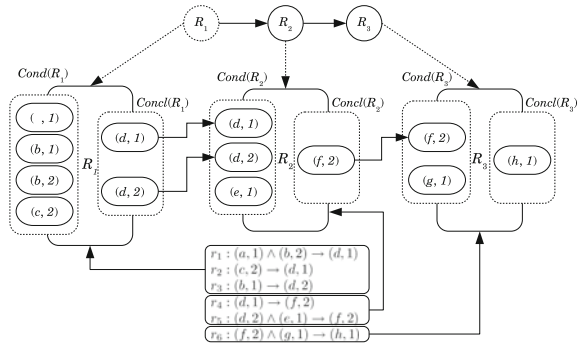 R₁ R₂ R₃
Cond(R₁) Concl(R₁) Cond(R₂) Concl(R₂) Cond(R₃) Concl(R₃)
( , 1) (d, 1) (d, 1) (f, 2) (h, 1)
(b, 1) (d, 2) (f, 2)
(b, 2) R₁ R₂ R₃ (g, 1)
(c, 2) (d, 2) (e, 1)
r₁ : (a, 1) ∧ (b, 2) → (d, 1)
r₂ : (c, 2) → (d, 1)
r₃ : (b, 1) → (d, 2)
r₄ : (d, 1) → (f, 2)
r₅ : (d, 2) ∧ (e, 1) → (f, 2)
r₆ : (f, 2) ∧ (g, 1) → (h, 1)